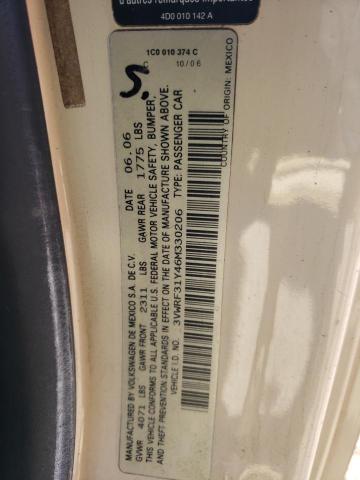 d'autres remarques importantes
4D0 010 142 A
1C0 010 374 C
10/06
MANUFACTURED BY VOLKSWAGEN DE MEXICO S.A. DE C.V. DATE 06.06
GVWR 4071 LBS GAWR FRONT 2311 LBS GAWR REAR 1775 LBS
THIS VEHICLE CONFORMS TO ALL APPLICABLE U.S. FEDERAL MOTOR VEHICLE SAFETY, BUMPER,
AND THEFT PREVENTION STANDARDS IN EFFECT ON THE DATE OF MANUFACTURE SHOWN ABOVE.
VEHICLE I.D. NO. 3VWRF31Y46M330206 TYPE: PASSENGER CAR
COUNTRY OF ORIGIN: MEXICO